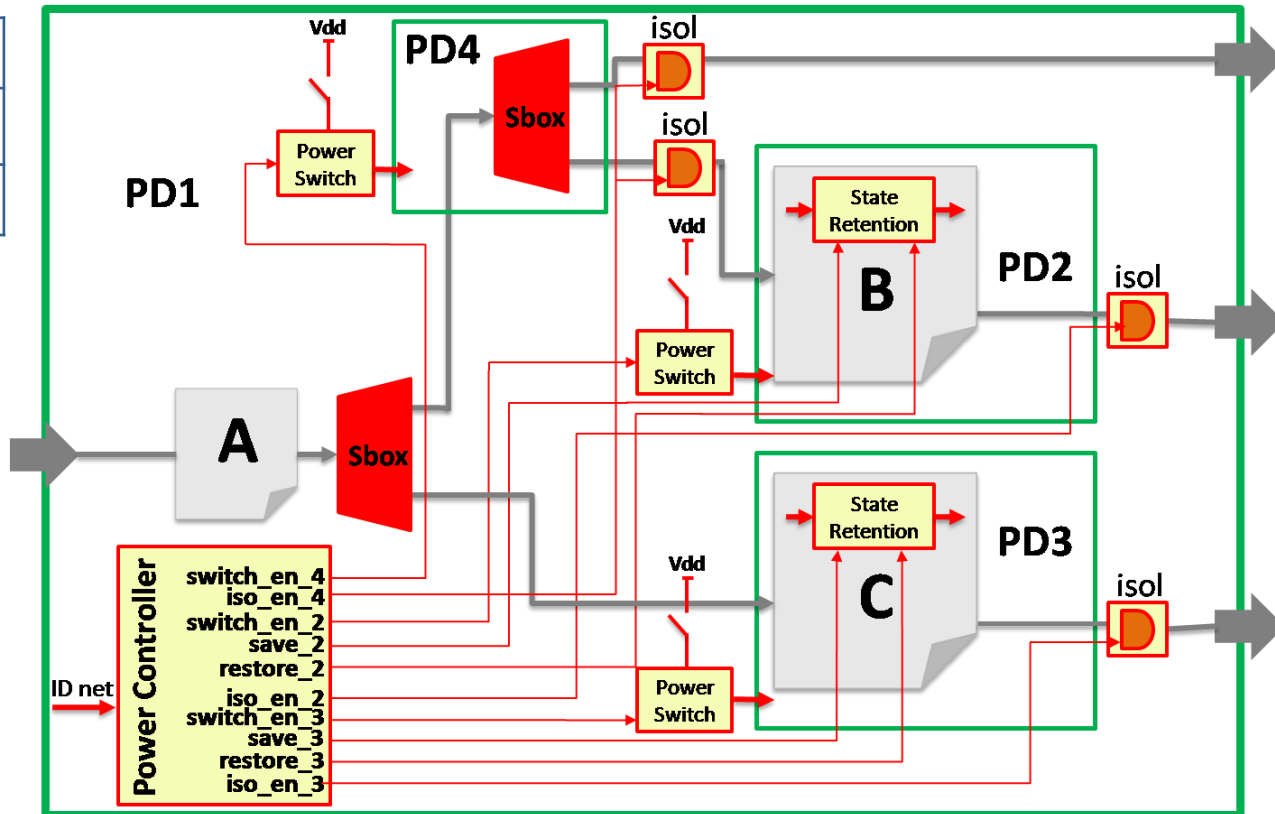 isol
Vdd
PD4
Sbox
isol
Power
Switch
PD1
State
Retention
Vdd
B
PD2
isol
Power
Switch
A
Sbox
State
Retention
PD3
Vdd
C
isol
Power Controller
switch_en_4
iso_en_4
switch_en_2
save_2
restore_2
ID net
iso_en_2
switch_en_3
save_3
restore_3
iso_en_3
Power
Switch